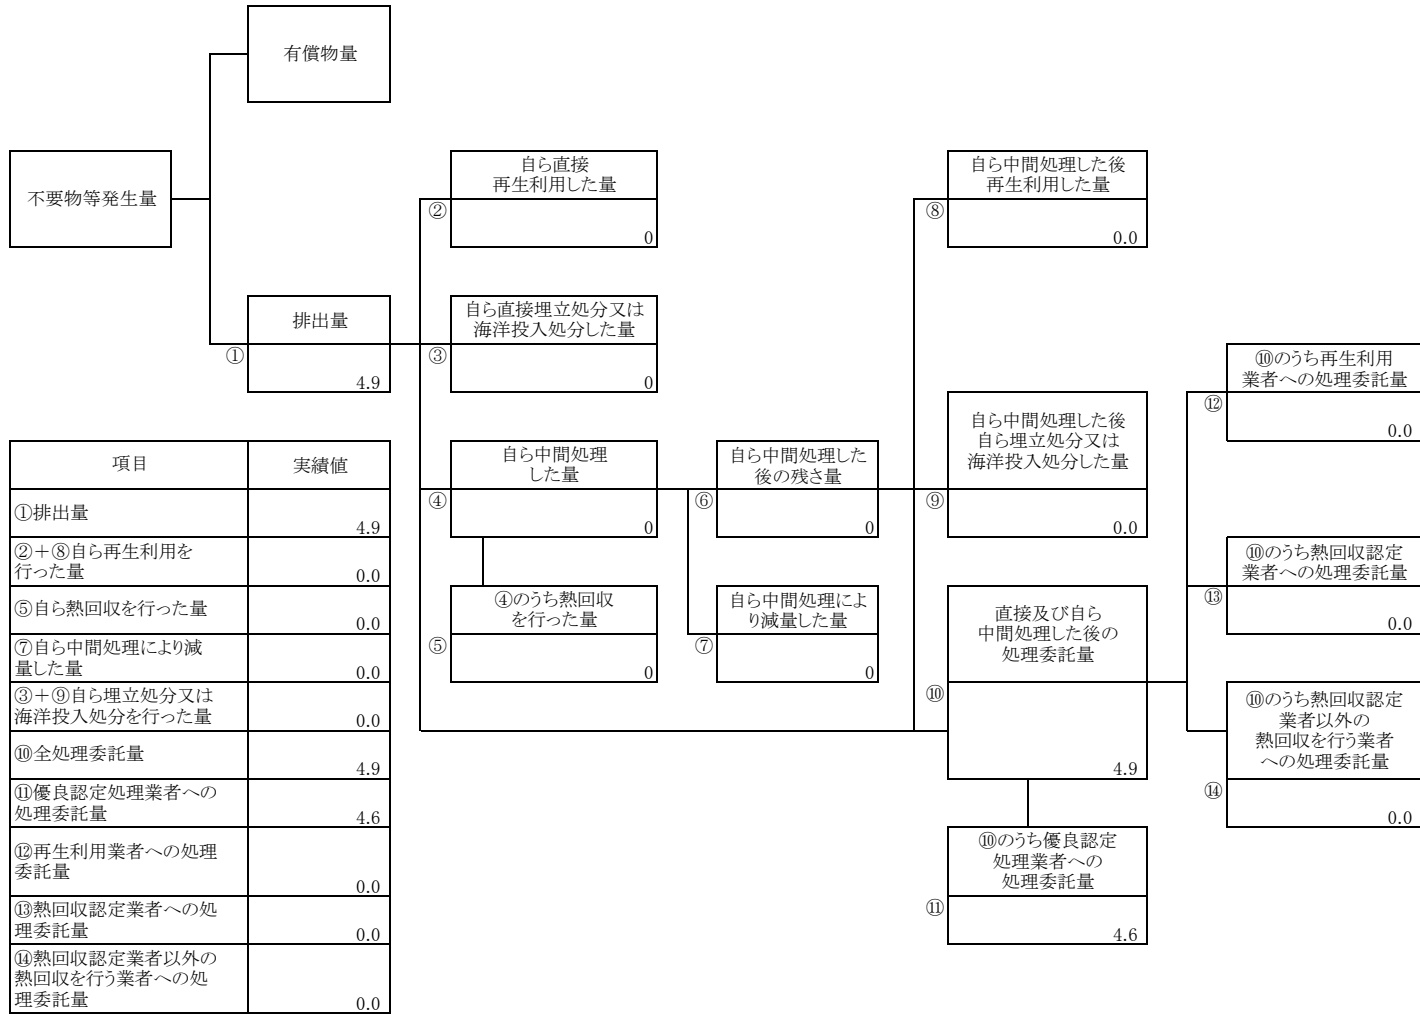 有償物量
不要物等発生量
自ら直接
再生利用した量
②
0
自ら中間処理した後
再生利用した量
⑧
0.0
排出量
①
4.9
自ら直接埋立処分又は
海洋投入処分した量
③
0
⑩のうち再生利用
業者への処理委託量
⑫
0.0
自ら中間処理
した量
④
0
自ら中間処理した
後の残さ量
⑥
0
自ら中間処理した後
自ら埋立処分又は
海洋投入処分した量
⑨
0.0
⑩のうち熱回収認定
業者への処理委託量
⑬
0.0
④のうち熱回収
を行った量
⑤
0
自ら中間処理によ
り減量した量
⑦
0
直接及び自ら
中間処理した後の
処理委託量
⑩
4.9
⑩のうち熱回収認定
業者以外の
熱回収を行う業者
への処理委託量
⑭
0.0
⑩のうち優良認定
処理業者への
処理委託量
⑪
4.6
項目 実績値
①排出量
4.9
②＋⑧自ら再生利用を
行った量
0.0
⑤自ら熱回収を行った量
0.0
⑦自ら中間処理により減
量した量
0.0
③＋⑨自ら埋立処分又は
海洋投入処分を行った量
0.0
⑩全処理委託量
4.9
⑪優良認定処理業者への
処理委託量
4.6
⑫再生利用業者への処理
委託量
0.0
⑬熱回収認定業者への処
理委託量
0.0
⑭熱回収認定業者以外の
熱回収を行う業者への処
理委託量
0.0